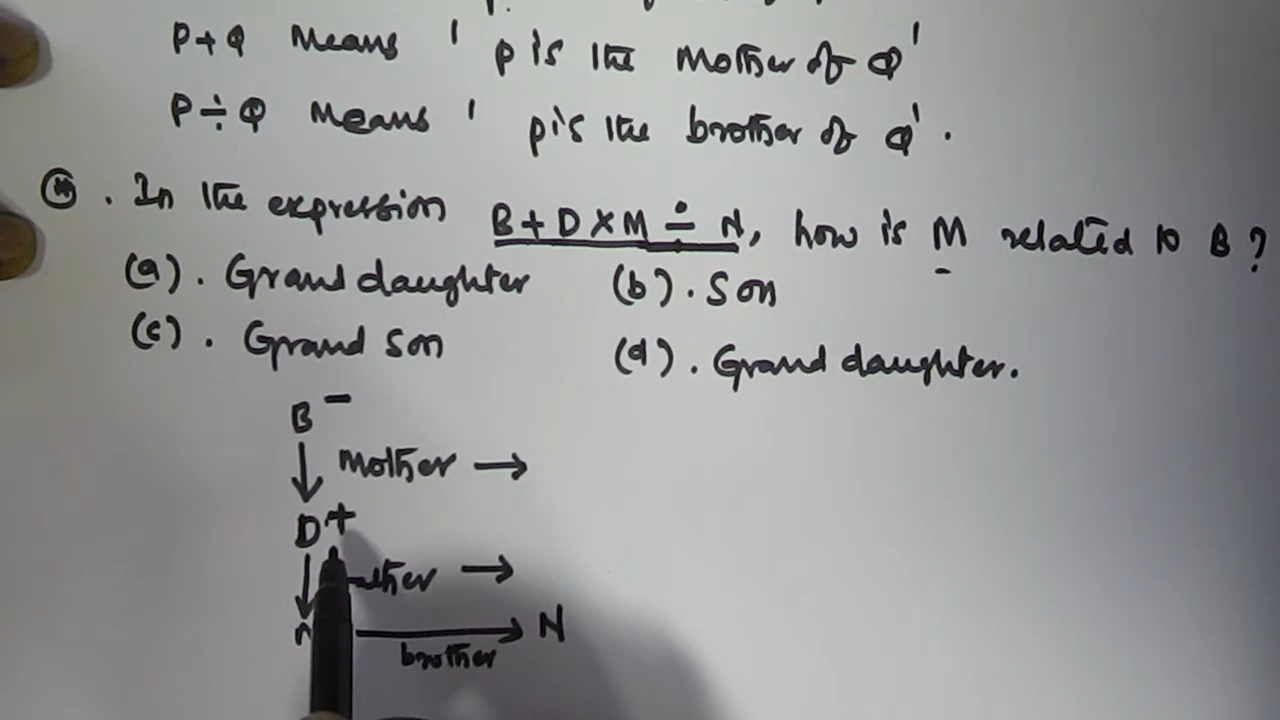 P+Q Means ' p is the Mother of Q'
P÷Q Means ' p is the brother of Q'.
In the expression B+D×M÷N, how is M related to B?
(a). Grand daughter (b). Son
(c). Grand son (d). Grand daughter.
B −
Mother →
D +
→
N
brother